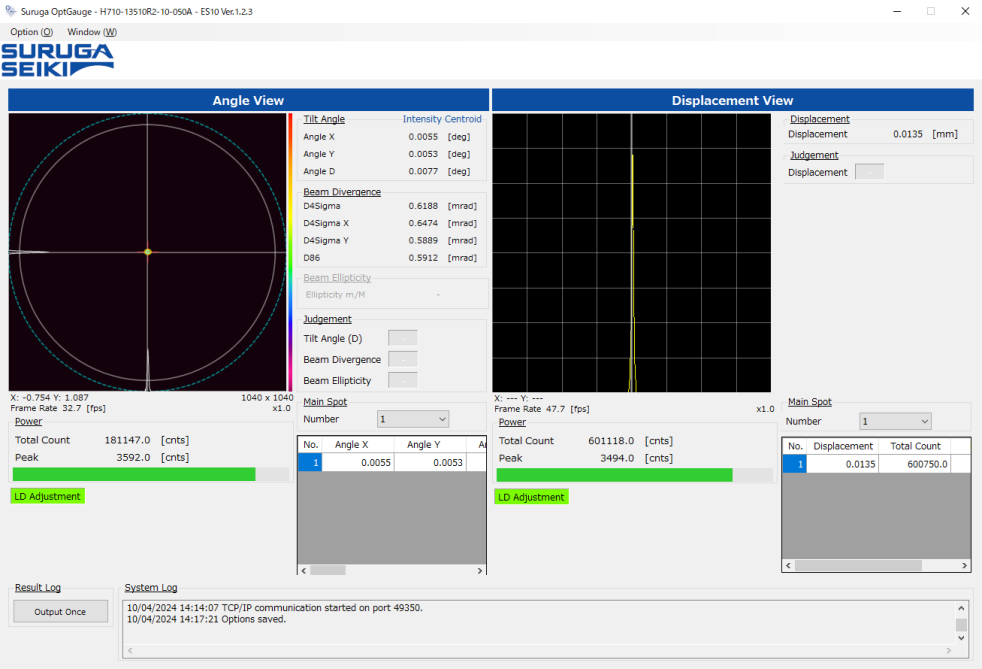 Suruga OptGauge - H710-13510R2-10-050A - ES10 Ver.1.2.3
Option (O) Window (W)
SURUGA
SEIKI
Angle View
Tilt Angle Intensity Centroid
Angle X 0.0055 [deg]
Angle Y 0.0053 [deg]
Angle D 0.0077 [deg]
Beam Divergence
D4Sigma 0.6188 [mrad]
D4Sigma X 0.6474 [mrad]
D4Sigma Y 0.5889 [mrad]
D86 0.5912 [mrad]
Beam Ellipticity
Ellipticity m/M -
Judgement
Tilt Angle (D) -
Beam Divergence -
Beam Ellipticity -
X: -0.754 Y: 1.087 1040 x 1040
Frame Rate 32.7 [fps] x1.0
Power
Total Count 181147.0 [cnts]
Peak 3592.0 [cnts]
LD Adjustment
Main Spot
Number 1
No. Angle X Angle Y A
1 0.0055 0.0053
Displacement View
Displacement
Displacement 0.0135 [mm]
Judgement
Displacement -
X: --- Y: ---
Frame Rate 47.7 [fps] x1.0
Power
Total Count 601118.0 [cnts]
Peak 3494.0 [cnts]
LD Adjustment
Main Spot
Number 1
No. Displacement Total Count
1 0.0135 600750.0
Result Log
Output Once
System Log
10/04/2024 14:14:07 TCP/IP communication started on port 49350.
10/04/2024 14:17:21 Options saved.